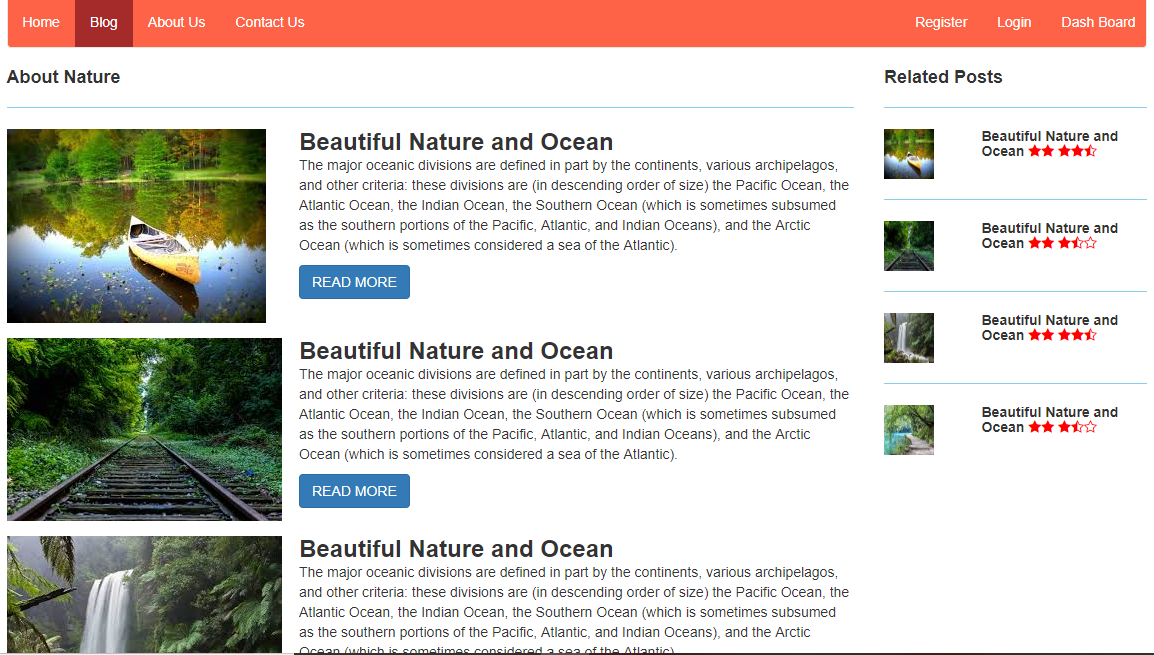 Home Blog About Us Contact Us Register Login Dash Board
About Nature
Beautiful Nature and Ocean
The major oceanic divisions are defined in part by the continents, various archipelagos,
and other criteria: these divisions are (in descending order of size) the Pacific Ocean, the
Atlantic Ocean, the Indian Ocean, the Southern Ocean (which is sometimes subsumed
as the southern portions of the Pacific, Atlantic, and Indian Oceans), and the Arctic
Ocean (which is sometimes considered a sea of the Atlantic).
READ MORE
Beautiful Nature and Ocean
The major oceanic divisions are defined in part by the continents, various archipelagos,
and other criteria: these divisions are (in descending order of size) the Pacific Ocean, the
Atlantic Ocean, the Indian Ocean, the Southern Ocean (which is sometimes subsumed
as the southern portions of the Pacific, Atlantic, and Indian Oceans), and the Arctic
Ocean (which is sometimes considered a sea of the Atlantic).
READ MORE
Beautiful Nature and Ocean
The major oceanic divisions are defined in part by the continents, various archipelagos,
and other criteria: these divisions are (in descending order of size) the Pacific Ocean, the
Atlantic Ocean, the Indian Ocean, the Southern Ocean (which is sometimes subsumed
as the southern portions of the Pacific, Atlantic, and Indian Oceans), and the Arctic
Ocean (which is sometimes considered a sea of the Atlantic).
Related Posts
Beautiful Nature and
Ocean
Beautiful Nature and
Ocean
Beautiful Nature and
Ocean
Beautiful Nature and
Ocean